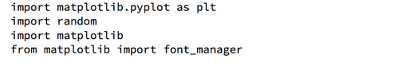 import matplotlib.pyplot as plt
import random
import matplotlib
from matplotlib import font_manager